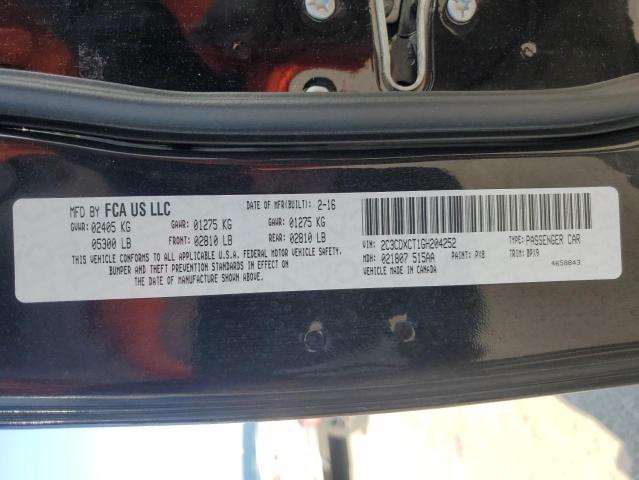 MFD BY FCA US LLC DATE OF MFR(BUILT): 2-16
GVWR: 02405 KG GAWR: 01275 KG GAWR: 01275 KG
05300 LB FRONT: 02810 LB REAR: 02810 LB
THIS VEHICLE CONFORMS TO ALL APPLICABLE U.S.A. FEDERAL MOTOR VEHICLE SAFETY,
BUMPER AND THEFT PREVENTION STANDARDS IN EFFECT ON
THE DATE OF MANUFACTURE SHOWN ABOVE.
VIN: 2C3CDXCT1GH204252 TYPE: PASSENGER CAR
MDH: 021807 515AA PAINT: PX8 TRIM: BPX9
MADE IN CANADA 4658843